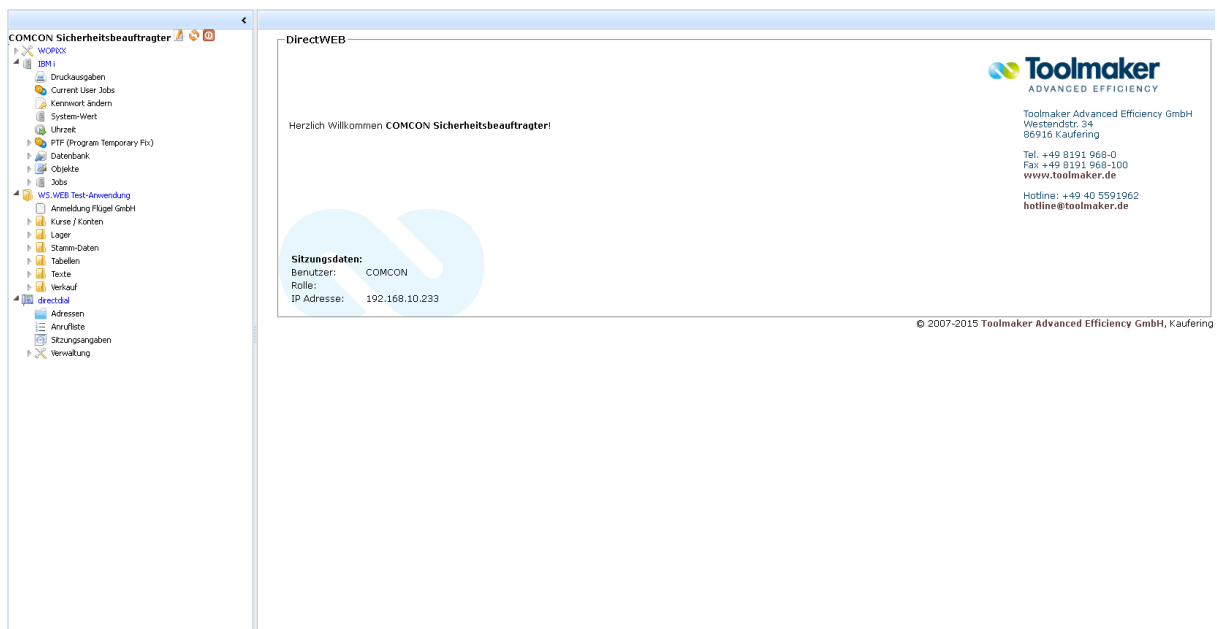 COMCON Sicherheitsbeauftragter
WOPIXX
IBM i
Druckausgaben
Current User Jobs
Kennwort ändern
System-Wert
Uhrzeit
PTF (Program Temporary Fix)
Datenbank
Objekte
Jobs
WS.WEB Test-Anwendung
Anmeldung Flügel GmbH
Kurse / Konten
Lager
Stamm-Daten
Tabellen
Texte
Verkauf
directdial
Adressen
Anrufliste
Sitzungsangaben
Verwaltung
DirectWEB
Toolmaker
ADVANCED EFFICIENCY
Herzlich Willkommen COMCON Sicherheitsbeauftragter!
Toolmaker Advanced Efficiency GmbH
Westendstr. 34
86916 Kaufering
Tel. +49 8191 968-0
Fax +49 8191 968-100
www.toolmaker.de
Hotline: +49 40 5591962
hotline@toolmaker.de
Sitzungsdaten:
Benutzer: COMCON
Rolle:
IP Adresse: 192.168.10.233
© 2007-2015 Toolmaker Advanced Efficiency GmbH, Kaufering